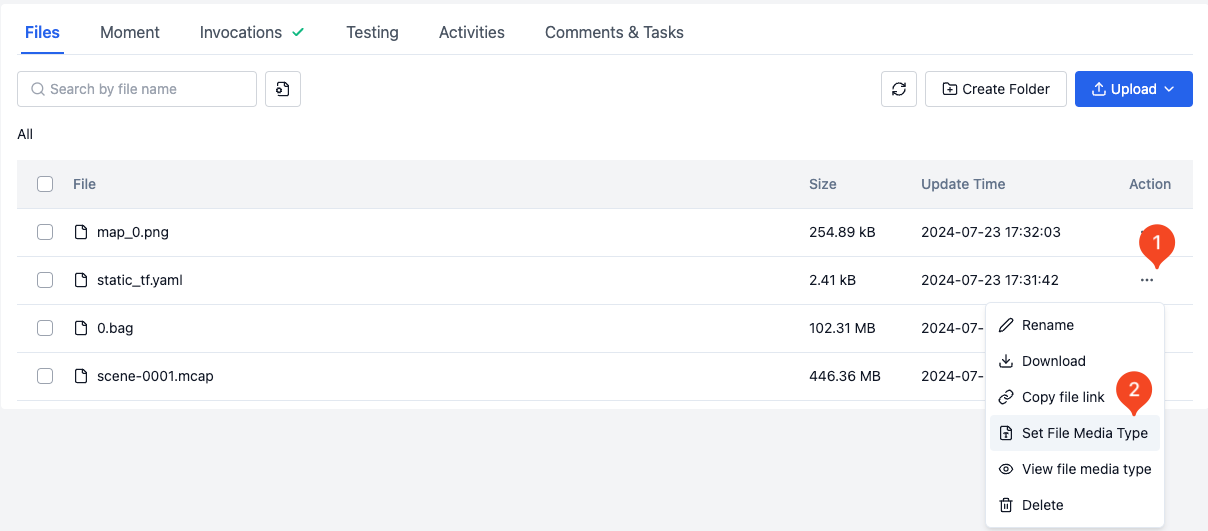 Files Moment Invocations Testing Activities Comments & Tasks
Search by file name Create Folder Upload
All
File Size Update Time Action
map_0.png 254.89 kB 2024-07-23 17:32:03
1
static_tf.yaml 2.41 kB 2024-07-23 17:31:42 ...
0.bag 102.31 MB 2024-07-
scene-0001.mcap 446.36 MB 2024-07-
Rename
Download
Copy file link
2
Set File Media Type
View file media type
Delete